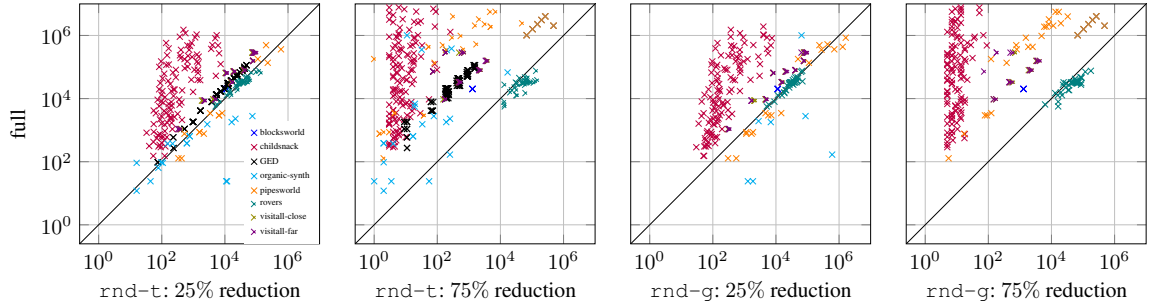 full
10^6
10^4
10^2
10^0
blocksworld
childsnack
GED
organic-synth
pipesworld
rovers
visitall-close
visitall-far
10^0 10^2 10^4 10^6 10^0 10^2 10^4 10^6 10^0 10^2 10^4 10^6 10^0 10^2 10^4 10^6
rnd-t: 25% reduction rnd-t: 75% reduction rnd-g: 25% reduction rnd-g: 75% reduction